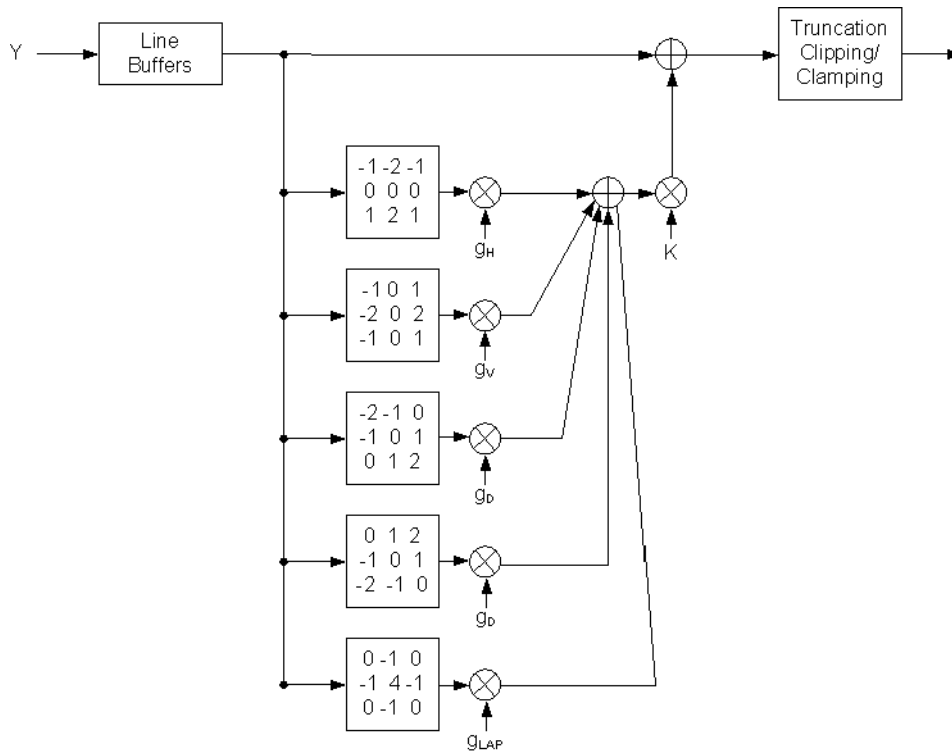 Y
Line
Buffers
Truncation
Clipping/
Clamping
-1 -2 -1
0 0 0
1 2 1
gH
K
-1 0 1
-2 0 2
-1 0 1
gV
-2 -1 0
-1 0 1
0 1 2
gD
0 1 2
-1 0 1
-2 -1 0
gD
0 -1 0
-1 4 -1
0 -1 0
gLAP